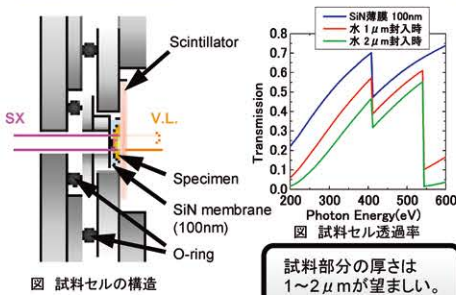 Scintillator
SX
V.L.
Specimen
SiN membrane
(100nm)
O-ring
図 試料セルの構造
SiN薄膜 100nm
水 1μm封入時
水 2μm封入時
Transmission
0.8
0.7
0.6
0.5
0.4
0.3
0.2
0.1
0.0
200 300 400 500 600
Photon Energy(eV)
図 試料セル透過率
試料部分の厚さは
1~2μmが望ましい。